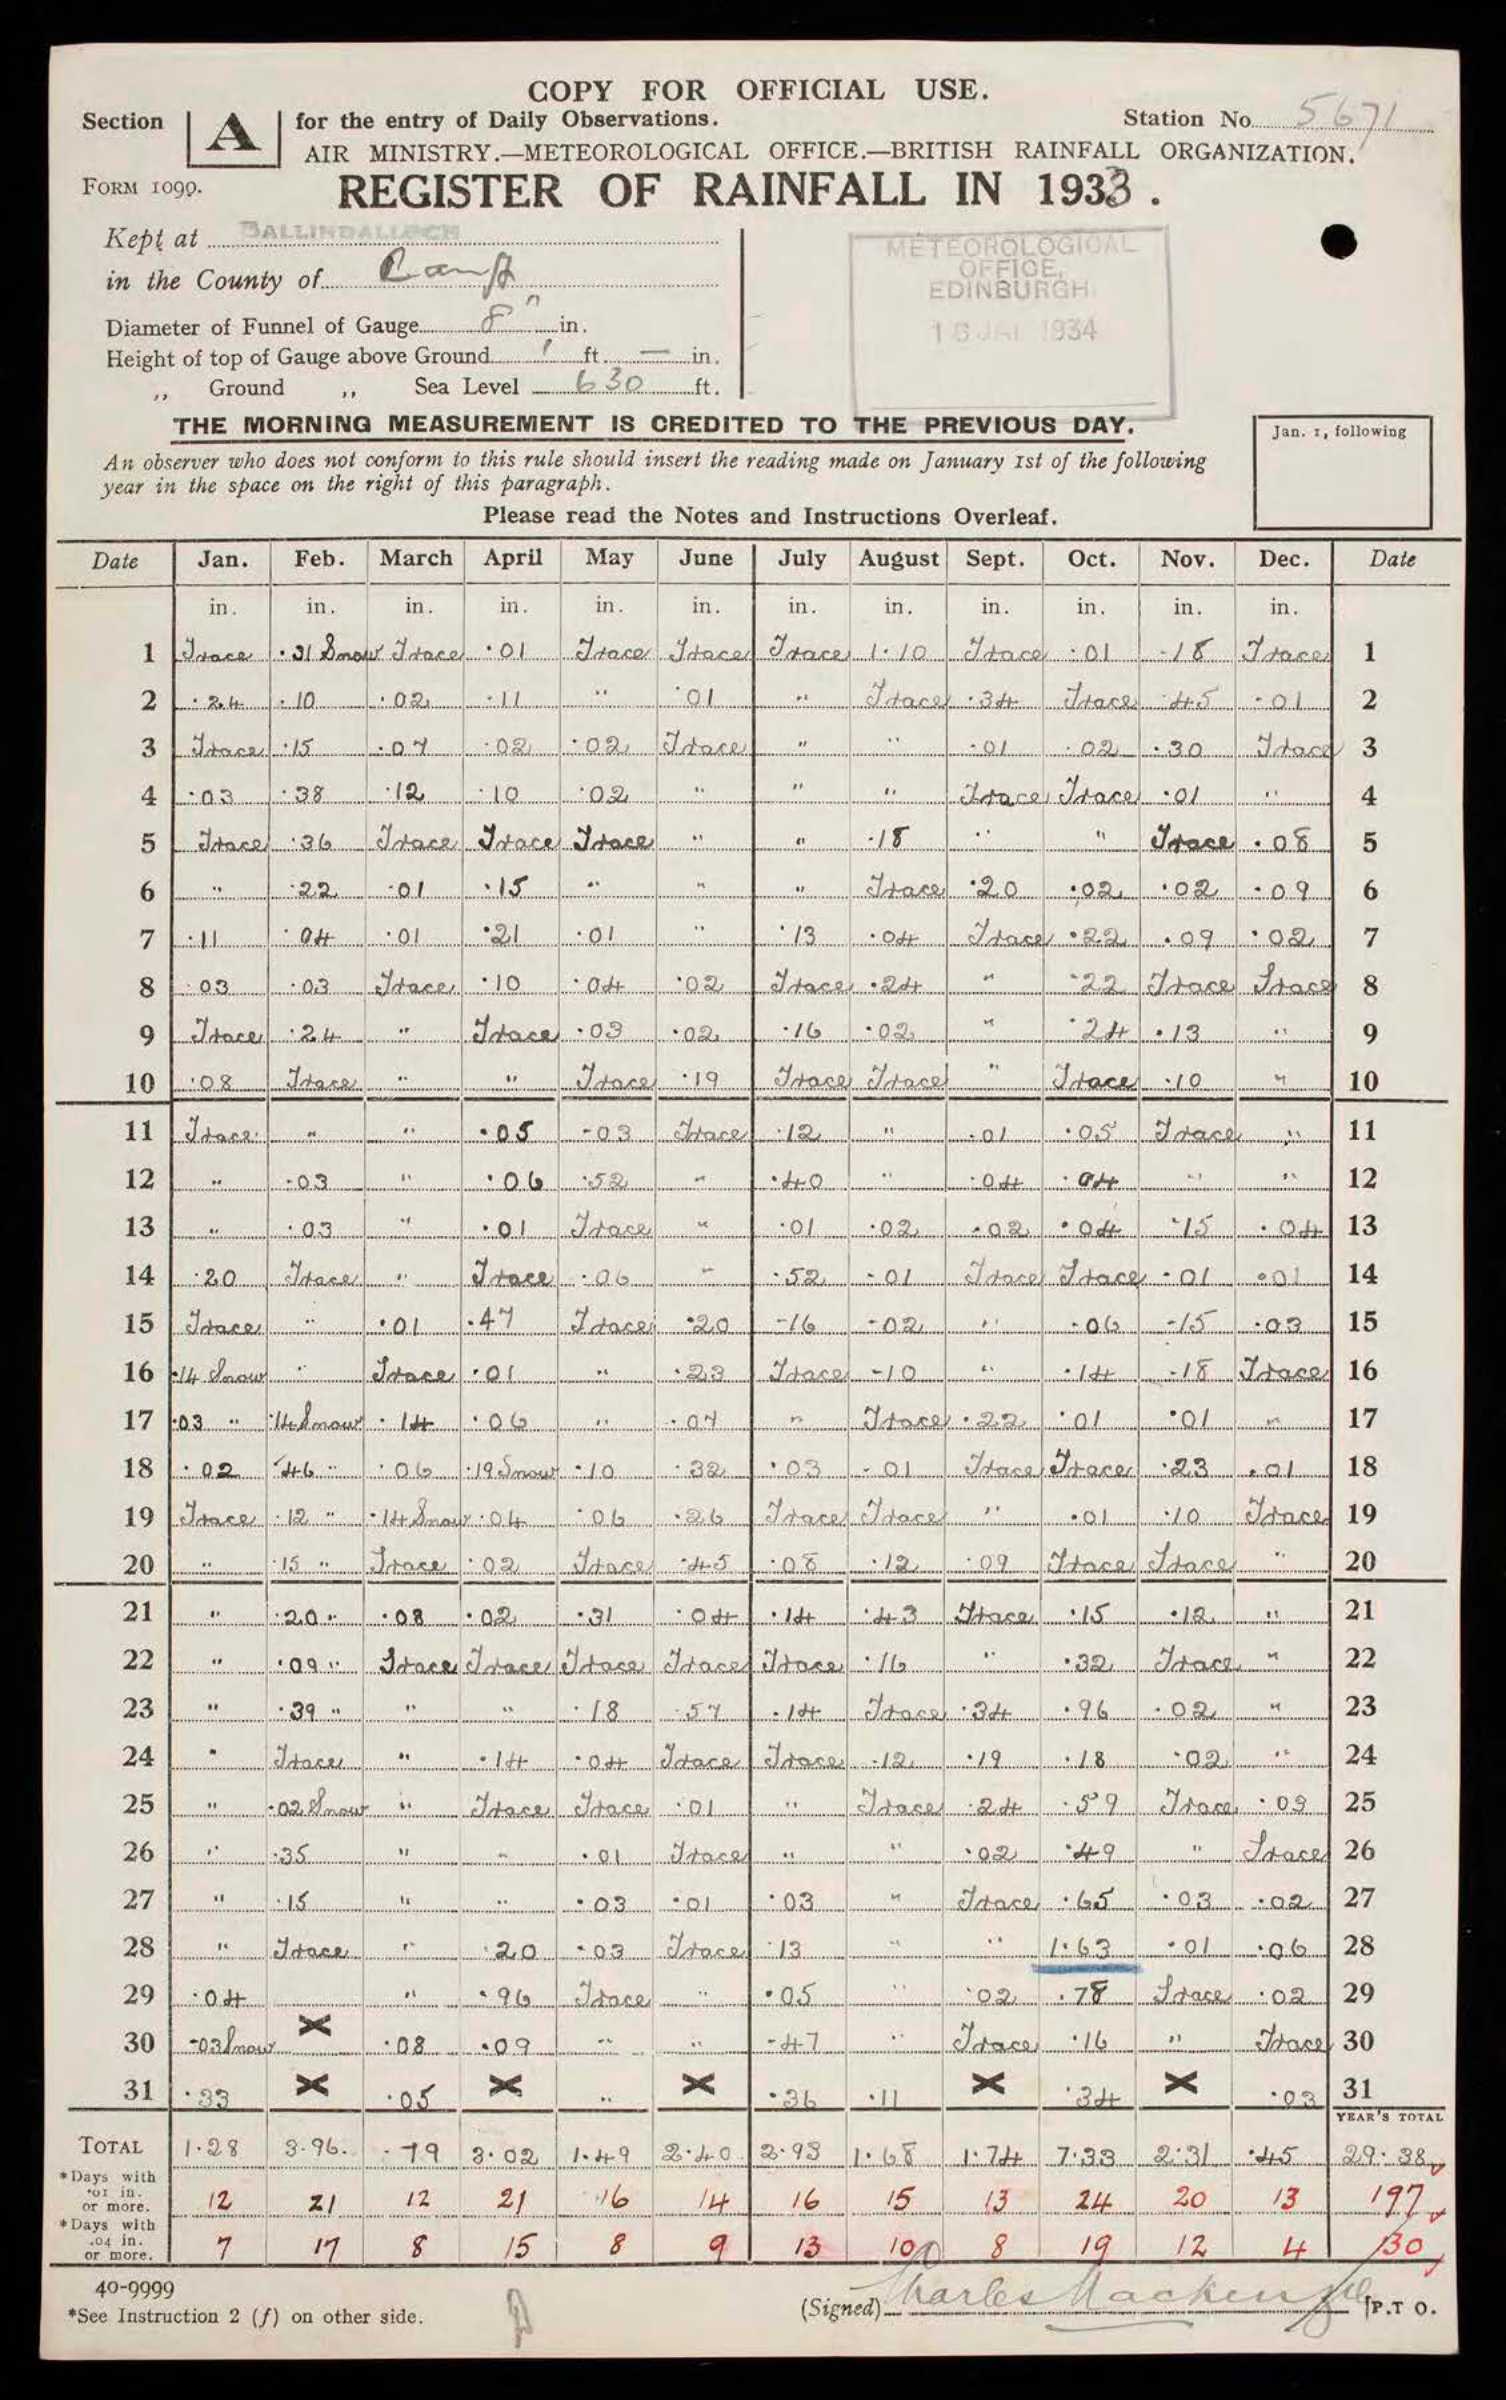 COPY FOR OFFICIAL USE.
Section A for the entry of Daily Observations. Station No. 5671
AIR MINISTRY.—METEOROLOGICAL OFFICE.—BRITISH RAINFALL ORGANIZATION.
FORM 1099.
REGISTER OF RAINFALL IN 1933.
Kept at BALLINDALLOCH
in the County of Banff
METEOROLOGICAL
OFFICE,
EDINBURGH
1934
Diameter of Funnel of Gauge 8" in.
Height of top of Gauge above Ground 1 ft. — in.
,, Ground ,, Sea Level 630 ft.
THE MORNING MEASUREMENT IS CREDITED TO THE PREVIOUS DAY.
Jan. 1, following
An observer who does not conform to this rule should insert the reading made on January 1st of the following
year in the space on the right of this paragraph.
Please read the Notes and Instructions Overleaf.
Date Jan. Feb. March April May June July August Sept. Oct. Nov. Dec. Date
in. in. in. in. in. in. in. in. in. in. in. in.
1 Trace ·31 Snow Trace ·01 Trace Trace Trace 1·10 Trace ·01 ·18 Trace 1
2 ·24 ·10 ·02 ·11 " ·01 " Trace ·34 Trace ·45 ·01 2
3 Trace ·15 ·07 ·02 ·02 Trace " " ·01 ·02 ·30 Trace 3
4 ·03 ·38 ·12 ·10 ·02 " " " Trace Trace ·01 " 4
5 Trace ·36 Trace Trace Trace " " ·18 " " Trace ·08 5
6 " ·22 ·01 ·15 " " " Trace ·20 ·02 ·02 ·09 6
7 ·11 ·04 ·01 ·21 ·01 " ·13 ·04 Trace ·22 ·09 ·02 7
8 ·03 ·03 Trace ·10 ·04 ·02 Trace ·24 " ·22 Trace Trace 8
9 Trace ·24 " Trace ·03 ·02 ·16 ·02 " ·24 ·13 " 9
10 ·08 Trace " " Trace ·19 Trace Trace " Trace ·10 " 10
11 Trace " " ·05 ·03 Trace ·12 " ·01 ·05 Trace " 11
12 " ·03 " ·06 ·52 " ·40 " ·04 ·04 " " 12
13 " ·03 " ·01 Trace " ·01 ·02 ·02 ·04 ·15 ·04 13
14 ·20 Trace " Trace ·06 " ·52 ·01 Trace Trace ·01 ·01 14
15 Trace " ·01 ·47 Trace ·20 ·16 ·02 " ·06 ·15 ·03 15
16 ·14 Snow " Trace ·01 " ·23 Trace ·10 " ·14 ·18 Trace 16
17 ·03 " ·14 Snow ·14 ·06 " ·07 " Trace ·22 ·01 ·01 " 17
18 ·02 ·46 " ·06 ·19 Snow ·10 ·32 ·03 ·01 Trace Trace ·23 ·01 18
19 Trace ·12 " ·14 Snow ·04 ·06 ·26 Trace Trace " ·01 ·10 Trace 19
20 " ·15 " Trace ·02 Trace ·45 ·08 ·12 ·09 Trace Trace " 20
21 " ·20 " ·08 ·02 ·31 ·04 ·14 ·43 Trace ·15 ·12 " 21
22 " ·09 " Trace Trace Trace Trace Trace ·16 " ·32 Trace " 22
23 " ·39 " " " ·18 ·57 ·14 Trace ·34 ·96 ·02 " 23
24 " Trace " ·14 ·04 Trace Trace ·12 ·19 ·18 ·02 " 24
25 " ·02 Snow " Trace Trace ·01 " Trace ·24 ·59 Trace ·03 25
26 " ·35 " " ·01 Trace " " ·02 ·49 " Trace 26
27 " ·15 " " ·03 ·01 ·03 " Trace ·65 ·03 ·02 27
28 " Trace " ·20 ·03 Trace ·13 " " 1·63 ·01 ·06 28
29 ·04 " ·96 Trace " ·05 " ·02 ·78 Trace ·02 29
30 ·03 Snow X ·08 ·09 " " ·47 " Trace ·16 " Trace 30
31 ·33 X ·05 X " X ·36 ·11 X ·34 X ·03 31
YEAR'S TOTAL
TOTAL 1·28 3·96. ·79 3·02 1·49 2·40 2·93 1·68 1·74 7·33 2·31 ·45 29·38
*Days with
·01 in.
or more. 12 21 12 21 16 14 16 15 13 24 20 13 197
*Days with
.04 in.
or more. 7 17 8 15 8 9 13 10 8 19 12 4 130
40-9999
*See Instruction 2 (f) on other side.
(Signed) Charles Mackenzie [P.T O.